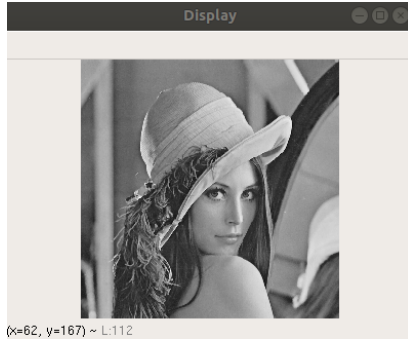 Display
(x=62, y=167) ~ L:112